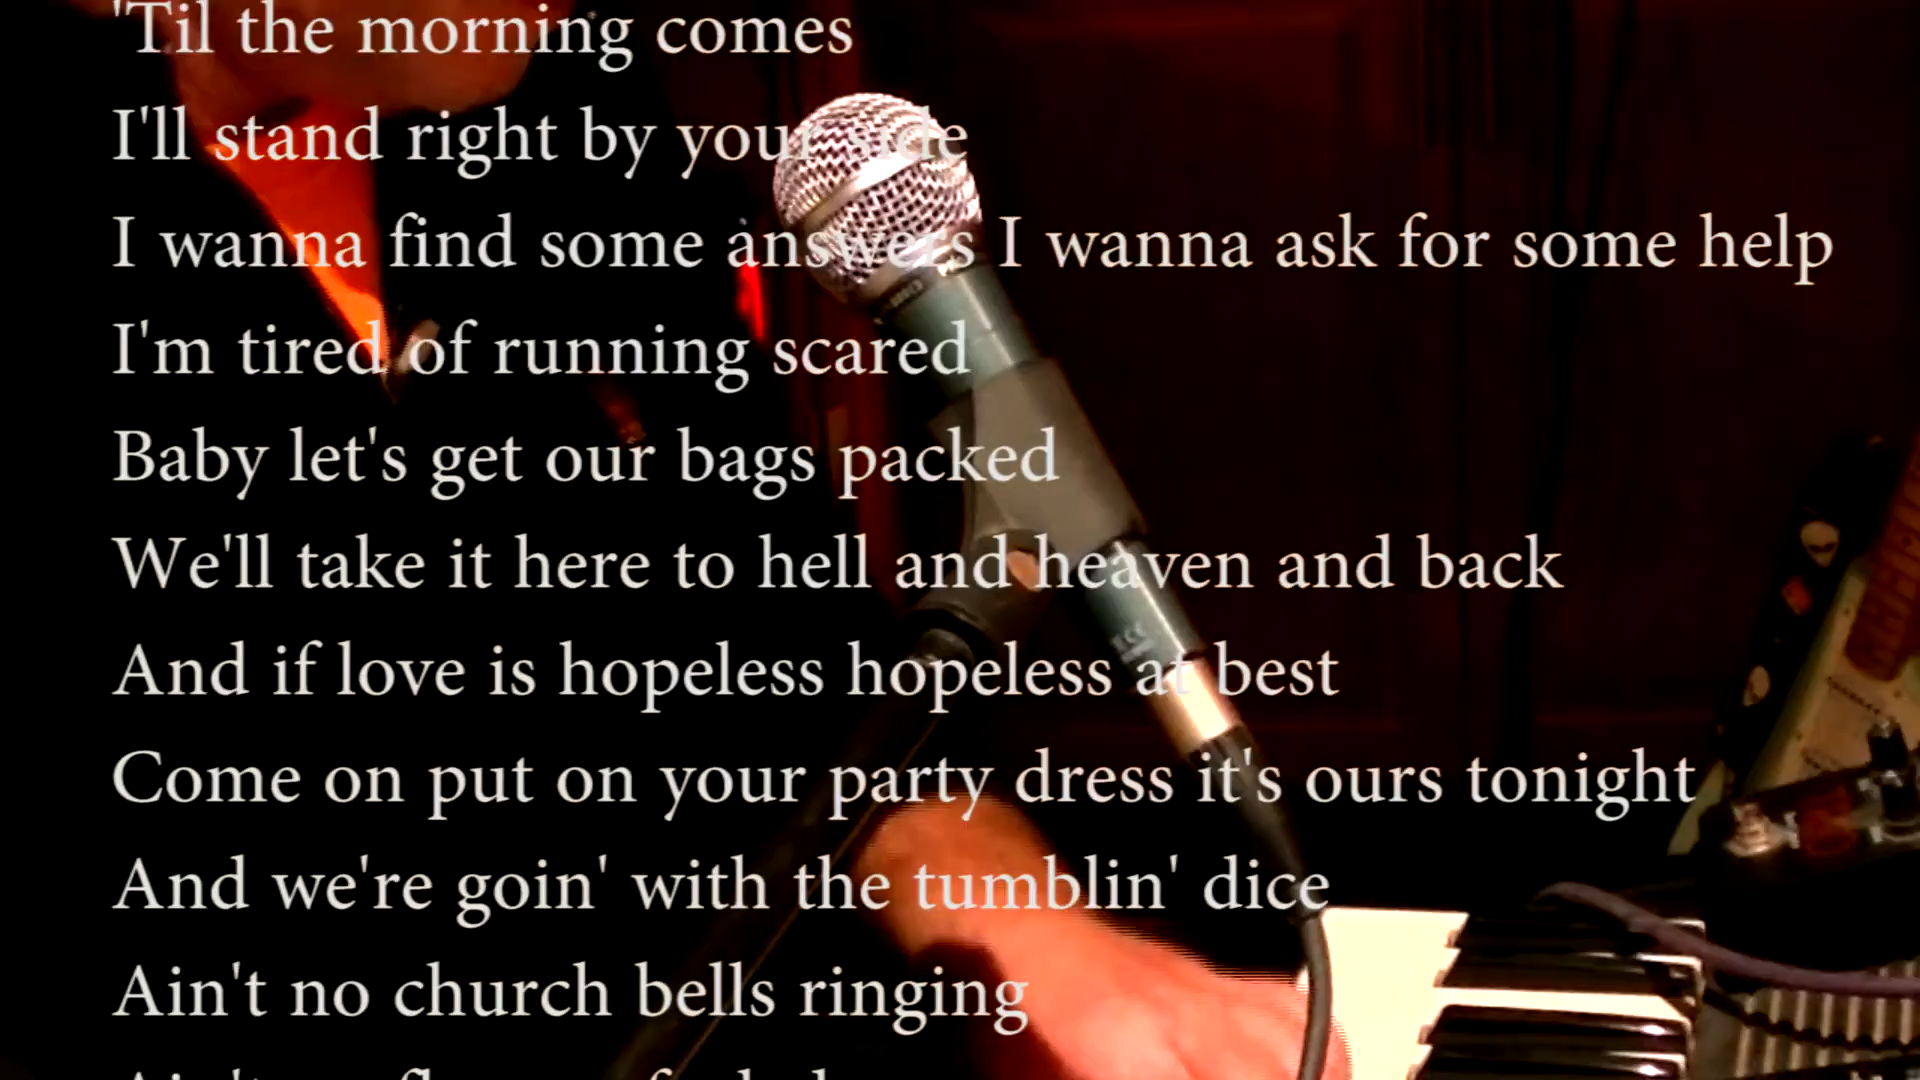 'Til the morning comes
I'll stand right by your side
I wanna find some answers I wanna ask for some help
I'm tired of running scared
Baby let's get our bags packed
We'll take it here to hell and heaven and back
And if love is hopeless hopeless at best
Come on put on your party dress it's ours tonight
And we're goin' with the tumblin' dice
Ain't no church bells ringing